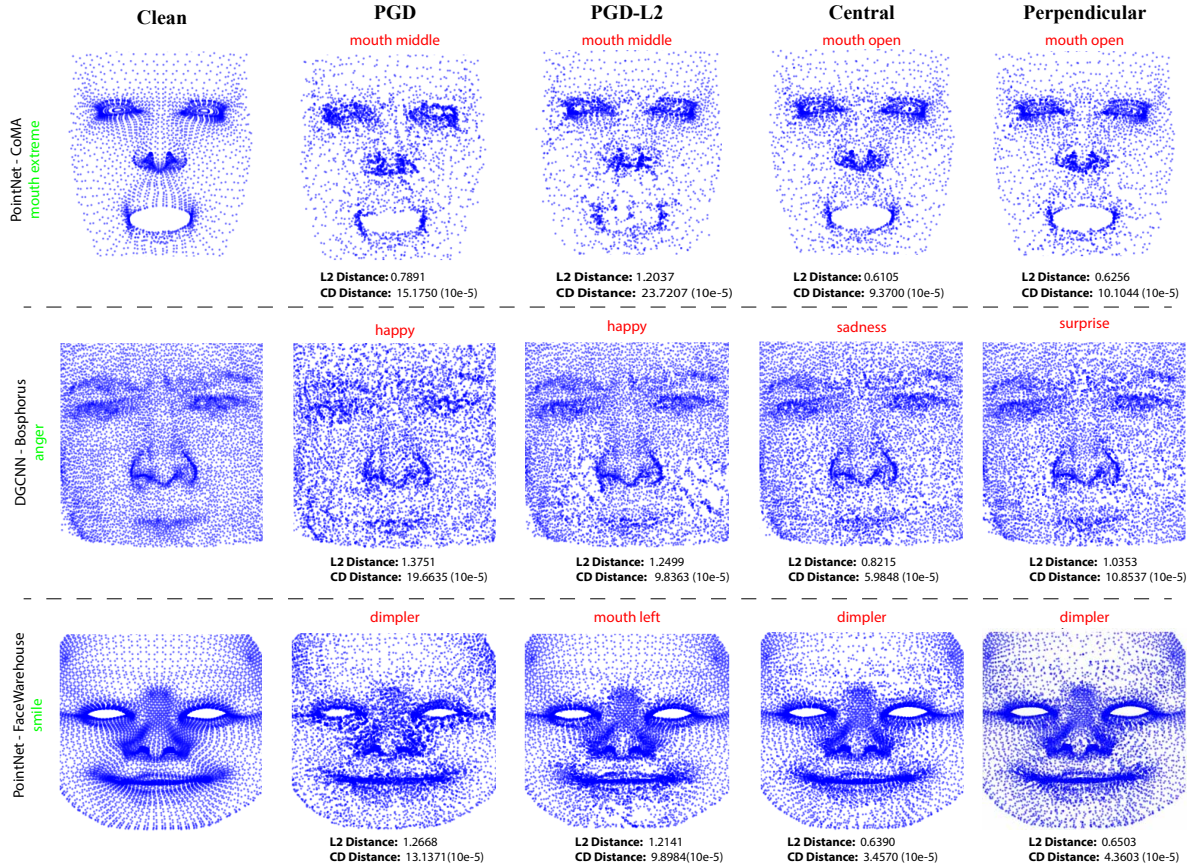 Clean PGD PGD-L2 Central Perpendicular
mouth middle mouth middle mouth open mouth open
PointNet - CoMA
mouth extreme
L2 Distance: 0.7891 L2 Distance: 1.2037 L2 Distance: 0.6105 L2 Distance: 0.6256
CD Distance: 15.1750 (10e-5) CD Distance: 23.7207 (10e-5) CD Distance: 9.3700 (10e-5) CD Distance: 10.1044 (10e-5)
happy happy sadness surprise
DGCNN - Bosphorus
anger
L2 Distance: 1.3751 L2 Distance: 1.2499 L2 Distance: 0.8215 L2 Distance: 1.0353
CD Distance: 19.6635 (10e-5) CD Distance: 9.8363 (10e-5) CD Distance: 5.9848 (10e-5) CD Distance: 10.8537 (10e-5)
dimpler mouth left dimpler dimpler
PointNet - FaceWarehouse
smile
L2 Distance: 1.2668 L2 Distance: 1.2141 L2 Distance: 0.6390 L2 Distance: 0.6503
CD Distance: 13.1371(10e-5) CD Distance: 9.8984(10e-5) CD Distance: 3.4570 (10e-5) CD Distance: 4.3603 (10e-5)